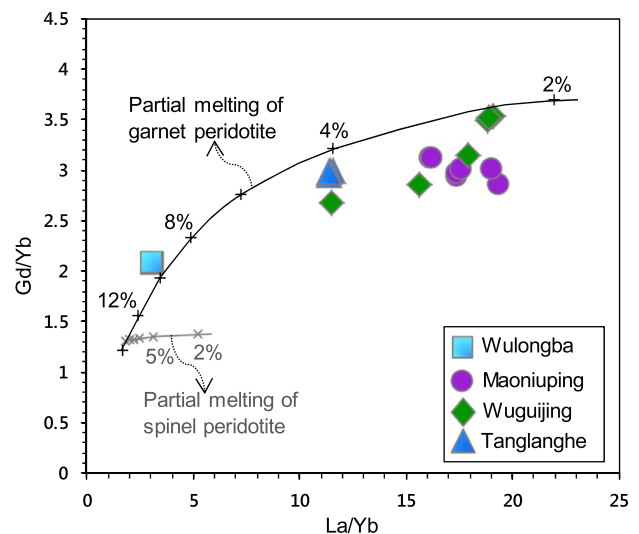 4.5
4
3.5
3
2.5
2
1.5
1
0.5
0
Gd/Yb
2%
Partial melting of
garnet peridotite
4%
8%
12%
5%
2%
Partial melting of
spinel peridotite
Wulongba
Maoniuping
Wuguijing
Tanglanghe
0
5
10
15
20
25
La/Yb